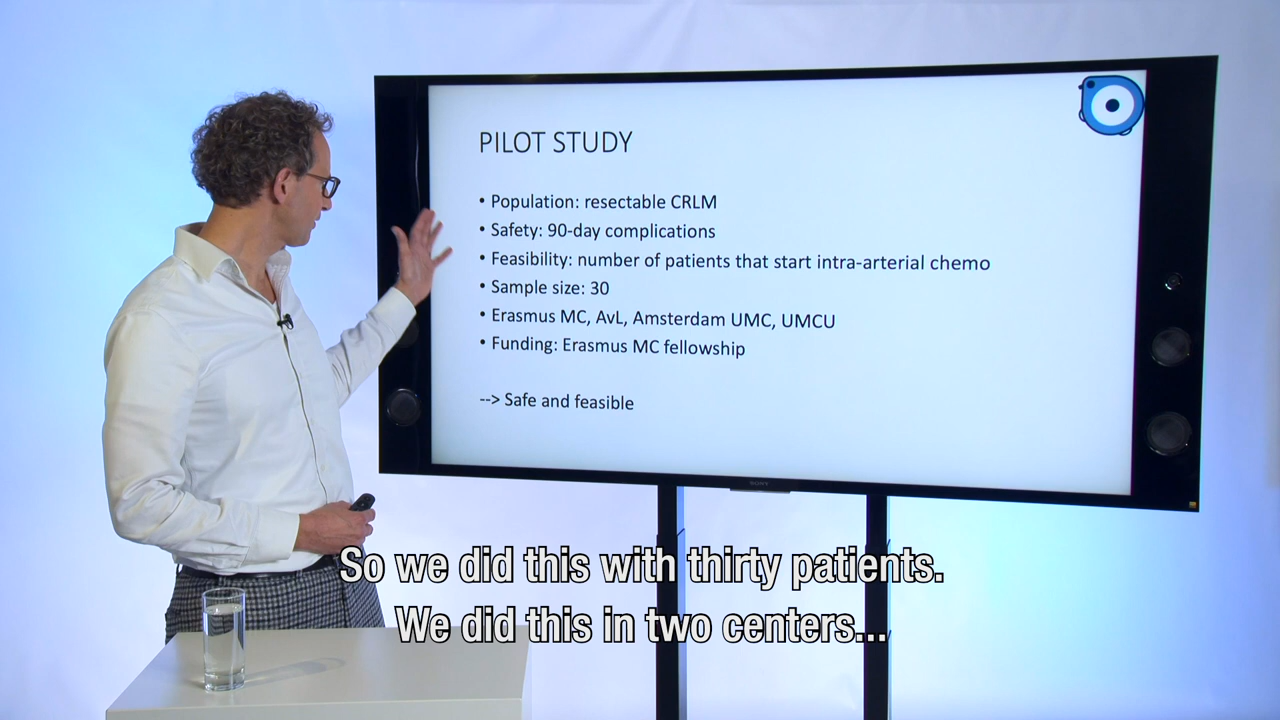 PILOT STUDY
• Population: resectable CRLM
• Safety: 90-day complications
• Feasibility: number of patients that start intra-arterial chemo
• Sample size: 30
• Erasmus MC, AvL, Amsterdam UMC, UMCU
• Funding: Erasmus MC fellowship
--> Safe and feasible
SONY
So we did this with thirty patients.
We did this in two centers...